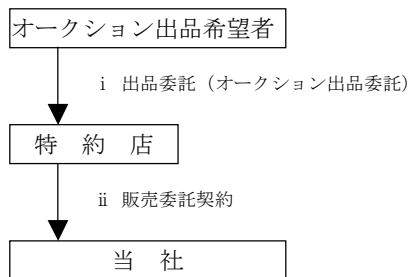 オークション出品希望者
ⅰ 出品委託（オークション出品委託）
特 約 店
ⅱ 販売委託契約
当 社